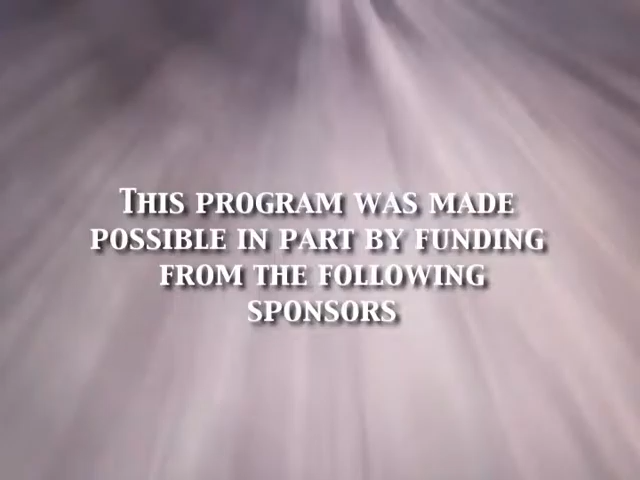 This program was made
possible in part by funding
from the following
sponsors